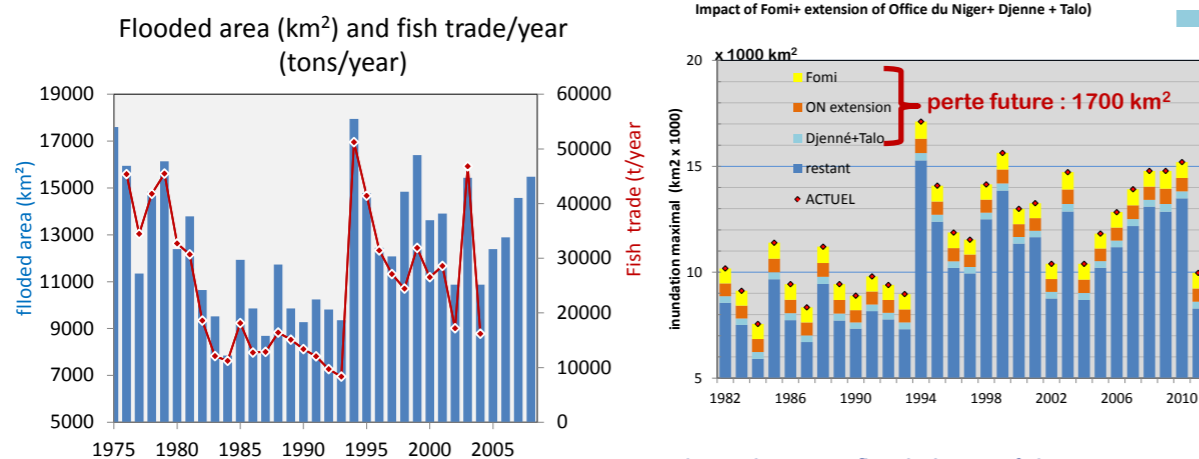 Flooded area (km²) and fish trade/year
(tons/year)
19000
17000
15000
13000
11000
9000
7000
5000
fllooded area (km²)
60000
50000
40000
30000
20000
10000
0
Fish trade (t/year)
1975 1980 1985 1990 1995 2000 2005
Impact of Fomi+ extension of Office du Niger+ Djenne + Talo)
x 1000 km²
20
15
10
5
inundation maximal (km2 x 1000)
Fomi
ON extension
Djenné+Talo
restant
ACTUEL
perte future : 1700 km²
1982 1986 1990 1994 1998 2002 2006 2010